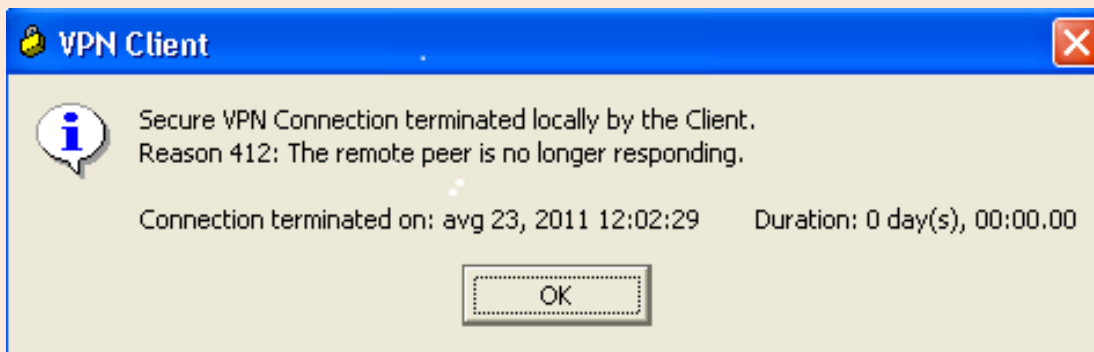 VPN Client
Secure VPN Connection terminated locally by the Client.
Reason 412: The remote peer is no longer responding.
Connection terminated on: avg 23, 2011 12:02:29 Duration: 0 day(s), 00:00.00
OK